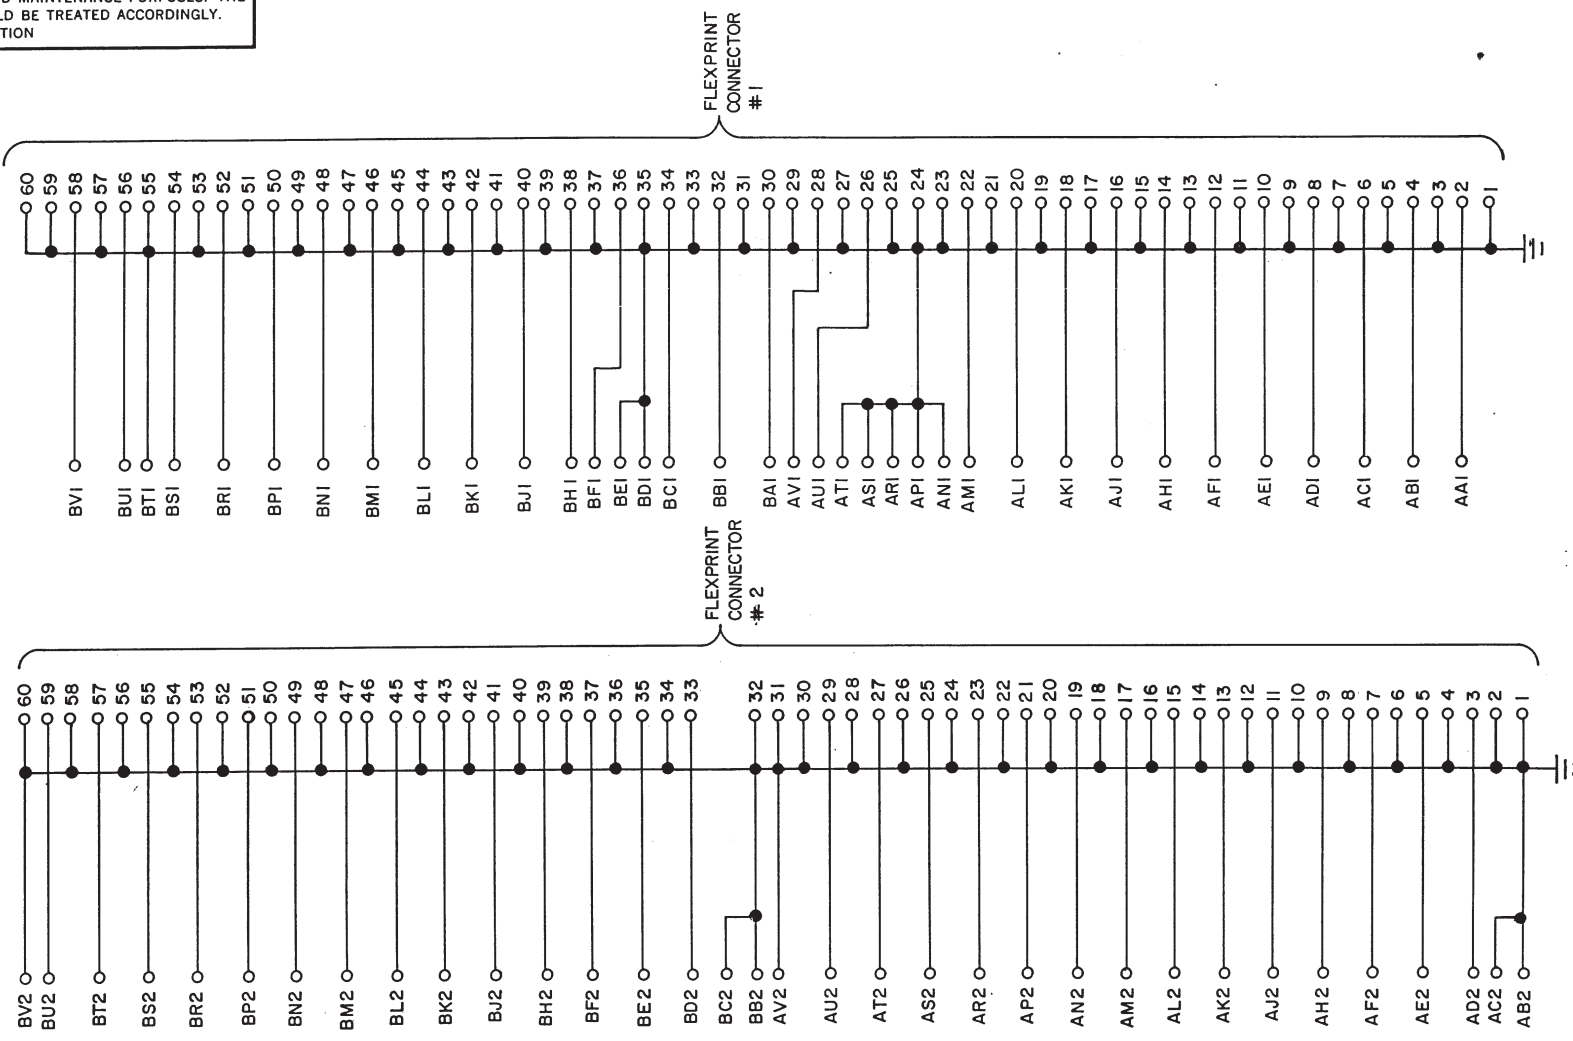 D MAINTENANCE PURPOSES. THE
LD BE TREATED ACCORDINGLY.
TION
FLEXPRINT
CONNECTOR
#1
60 59 58 57 56 55 54 53 52 51 50 49 48 47 46 45 44 43 42 41 40 39 38 37 36 35 34 33 32 31 30 29 28 27 26 25 24 23 22 21 20 19 18 17 16 15 14 13 12 11 10 9 8 7 6 5 4 3 2 1
BV1 BU1 BT1 BS1 BR1 BP1 BN1 BM1 BL1 BK1 BJ1 BH1 BF1 BE1 BD1 BC1 BB1 BA1 AV1 AU1 AT1 AS1 AR1 AP1 AN1 AM1 AL1 AK1 AJ1 AH1 AF1 AE1 AD1 AC1 AB1 AA1
FLEXPRINT
CONNECTOR
#2
60 59 58 57 56 55 54 53 52 51 50 49 48 47 46 45 44 43 42 41 40 39 38 37 36 35 34 33 32 31 30 29 28 27 26 25 24 23 22 21 20 19 18 17 16 15 14 13 12 11 10 9 8 7 6 5 4 3 2 1
BV2 BU2 BT2 BS2 BR2 BP2 BN2 BM2 BL2 BK2 BJ2 BH2 BF2 BE2 BD2 BC2 BB2 AV2 AU2 AT2 AS2 AR2 AP2 AN2 AM2 AL2 AK2 AJ2 AH2 AF2 AE2 AD2 AC2 AB2